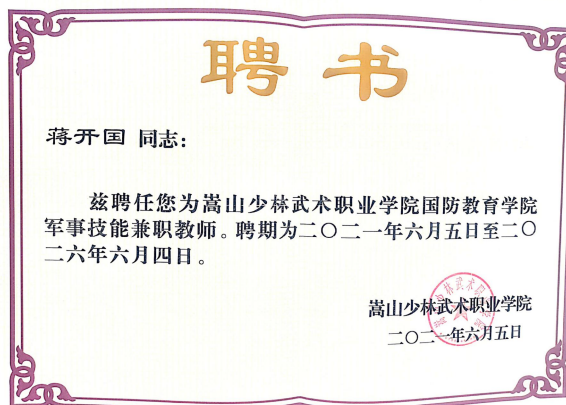 聘书
蒋开国 同志：
兹聘任您为嵩山少林武术职业学院国防教育学院
军事技能兼职教师。聘期为二〇二一年六月五日至二〇
二六年六月四日。
嵩山少林武术职业学院
二〇二一年六月五日